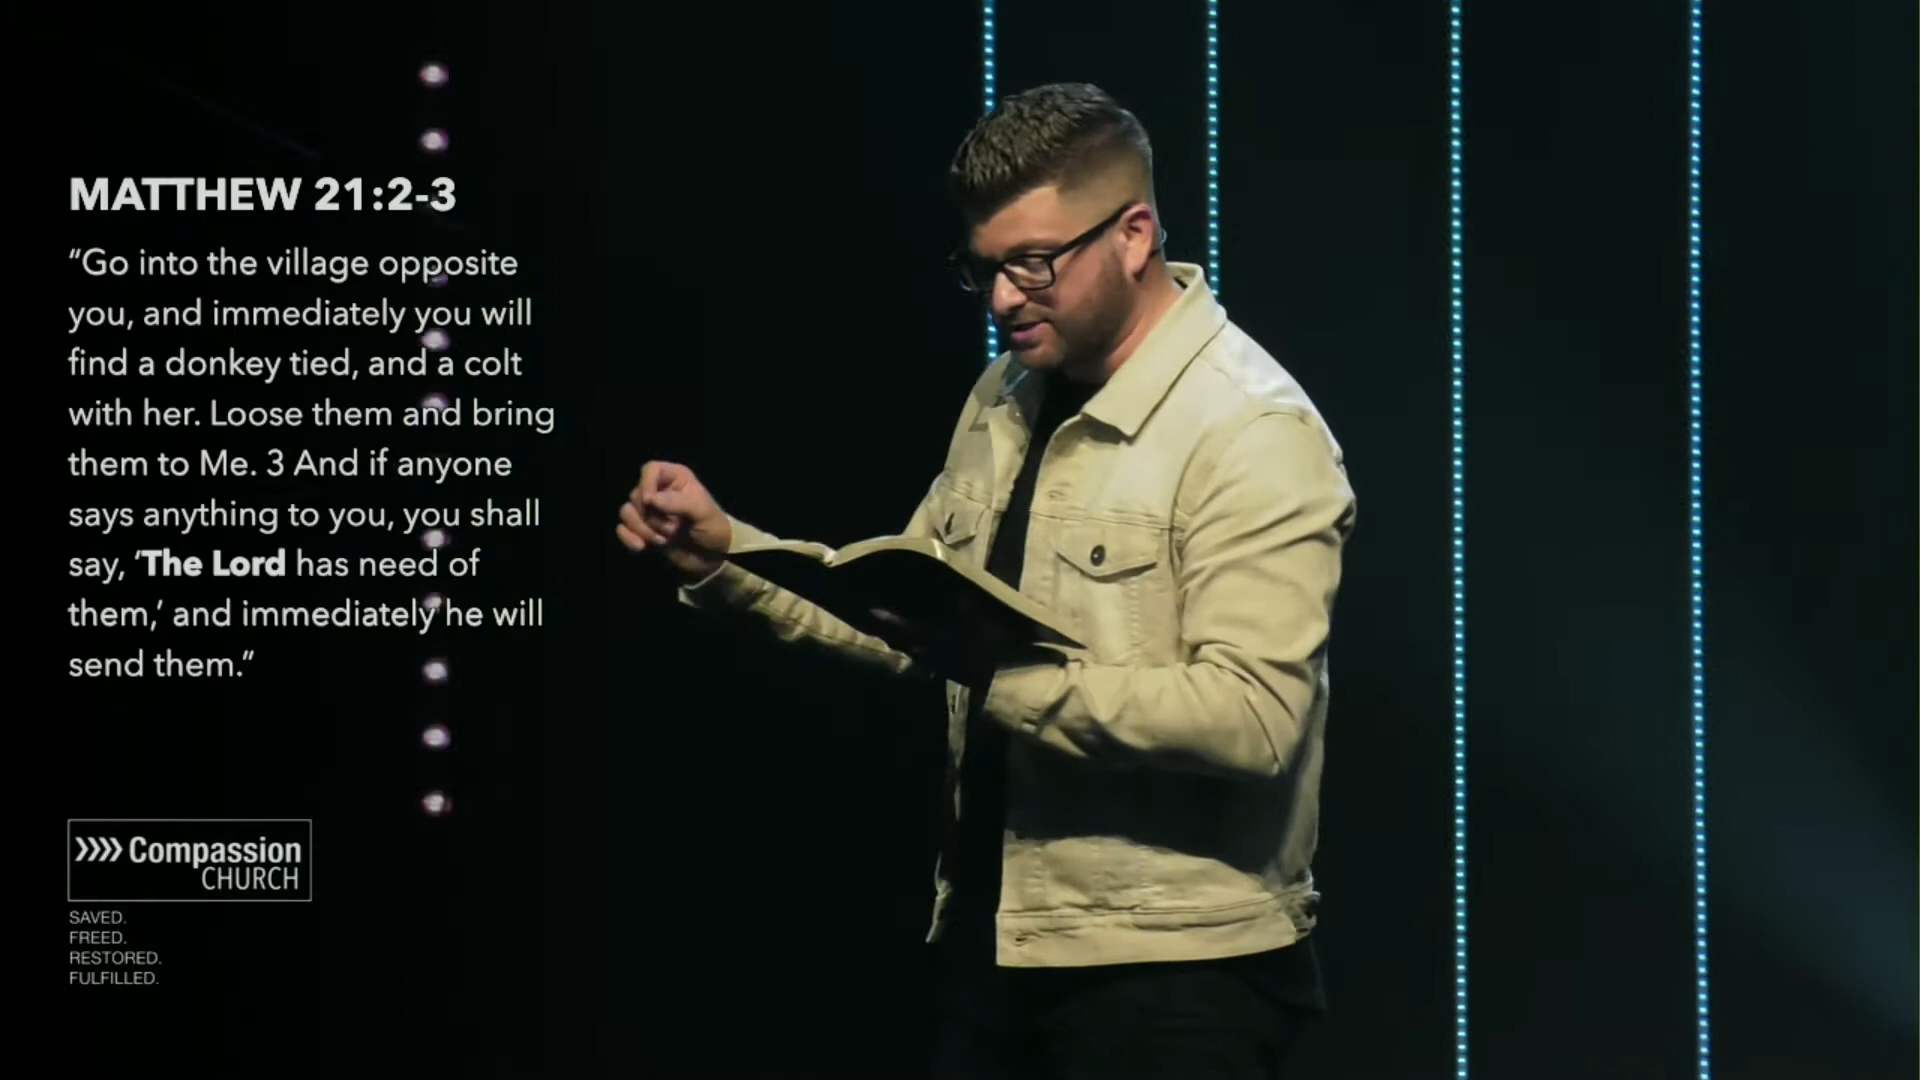 MATTHEW 21:2-3
“Go into the village opposite
you, and immediately you will
find a donkey tied, and a colt
with her. Loose them and bring
them to Me. 3 And if anyone
says anything to you, you shall
say, ‘The Lord has need of
them,’ and immediately he will
send them.”
Compassion
CHURCH
SAVED.
FREED.
RESTORED.
FULFILLED.